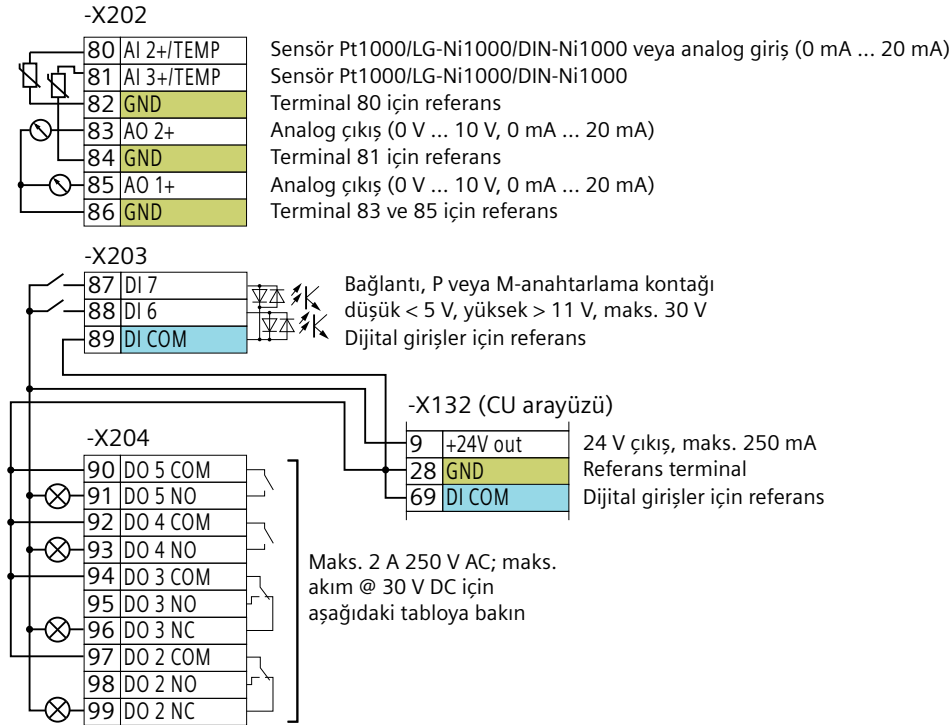 -X202
80 AI 2+/TEMP Sensör Pt1000/LG-Ni1000/DIN-Ni1000 veya analog giriş (0 mA ... 20 mA)
81 AI 3+/TEMP Sensör Pt1000/LG-Ni1000/DIN-Ni1000
82 GND Terminal 80 için referans
83 AO 2+ Analog çıkış (0 V ... 10 V, 0 mA ... 20 mA)
84 GND Terminal 81 için referans
85 AO 1+ Analog çıkış (0 V ... 10 V, 0 mA ... 20 mA)
86 GND Terminal 83 ve 85 için referans
-X203
87 DI 7 Bağlantı, P veya M-anahtarlama kontağı
88 DI 6 düşük < 5 V, yüksek > 11 V, maks. 30 V
89 DI COM Dijital girişler için referans
-X132 (CU arayüzü)
9 +24V out 24 V çıkış, maks. 250 mA
28 GND Referans terminal
69 DI COM Dijital girişler için referans
-X204
90 DO 5 COM
91 DO 5 NO
92 DO 4 COM
93 DO 4 NO
94 DO 3 COM
95 DO 3 NO
96 DO 3 NC
97 DO 2 COM
98 DO 2 NO
99 DO 2 NC
Maks. 2 A 250 V AC; maks.
akım @ 30 V DC için
aşağıdaki tabloya bakın